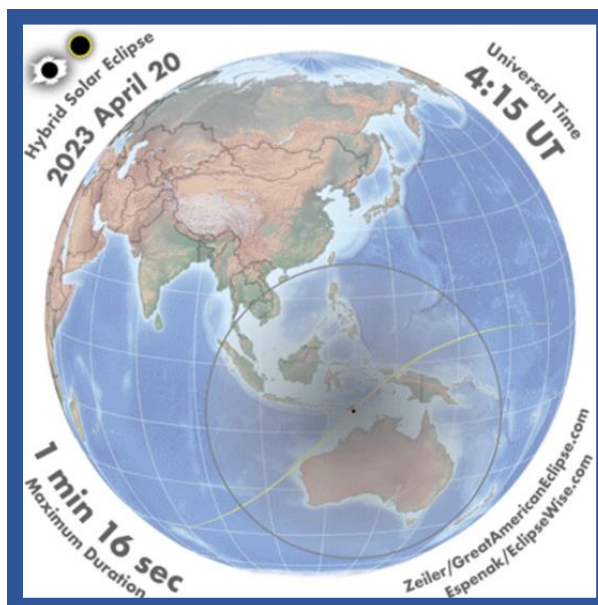 Hybrid Solar Eclipse
2023 April 20
Universal Time
4:15 UT
1 min 16 sec
Maximum Duration
Zeiler/GreatAmericanEclipse.com
Espenak/EclipseWise.com